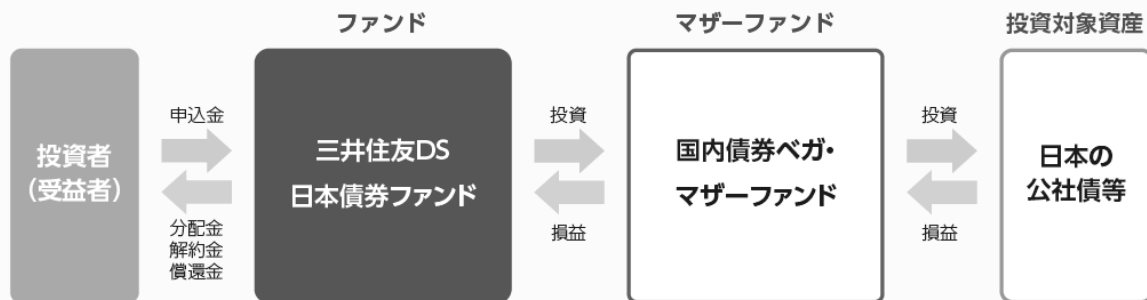 ファンド
マザーファンド
投資対象資産
投資者
(受益者)
申込金
分配金
解約金
償還金
三井住友DS
日本債券ファンド
投資
損益
国内債券ベガ・
マザーファンド
投資
損益
日本の
公社債等